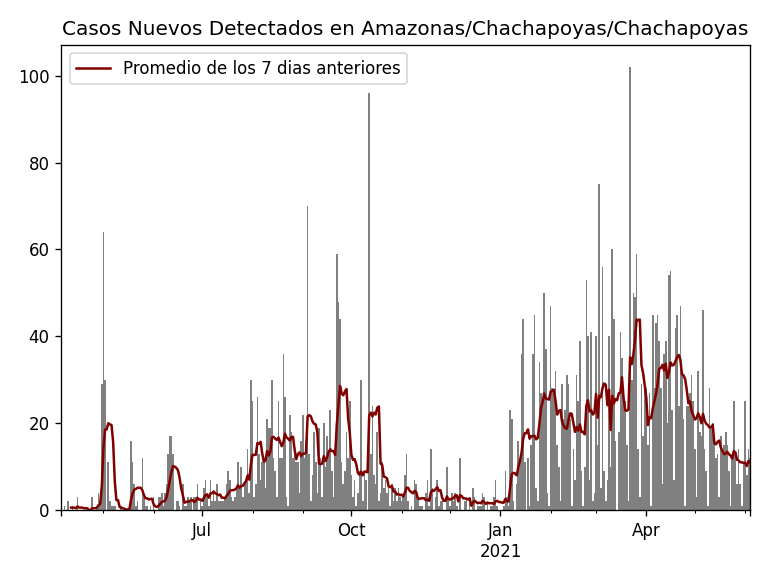 Casos Nuevos Detectados en Amazonas/Chachapoyas/Chachapoyas
Promedio de los 7 dias anteriores
100
80
60
40
20
0
Jul
Oct
Jan
Apr
2021